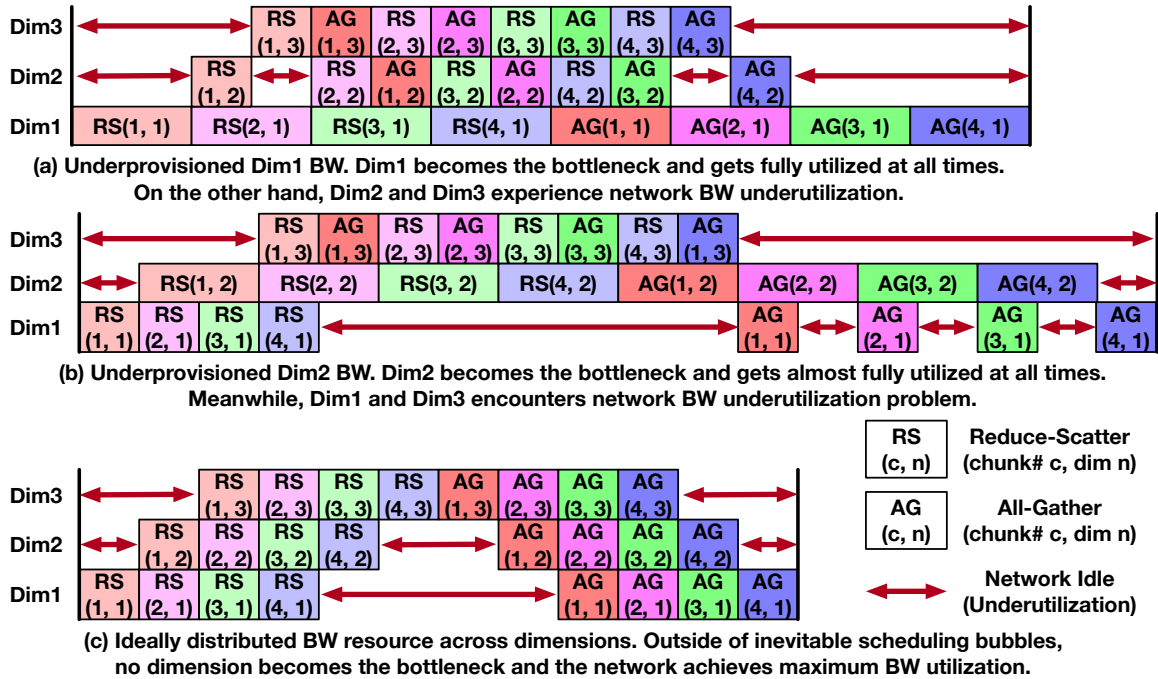 Dim3
RS RS RS RS
(1, 3) AG (1, 3) (2, 3) AG (2, 3) (3, 3) AG (3, 3) (4, 3) AG (4, 3)
Dim2
RS (1, 2) RS (2, 2) AG (1, 2) RS (3, 2) AG (2, 2) RS (4, 2) AG (3, 2) AG (4, 2)
Dim1
RS(1, 1) RS(2, 1) RS(3, 1) RS(4, 1) AG(1, 1) AG(2, 1) AG(3, 1) AG(4, 1)
(a) Underprovisioned Dim1 BW. Dim1 becomes the bottleneck and gets fully utilized at all times.
On the other hand, Dim2 and Dim3 experience network BW underutilization.
Dim3
RS AG RS AG RS AG RS AG
(1, 3) (1, 3) (2, 3) (2, 3) (3, 3) (3, 3) (4, 3) (1, 3)
Dim2
RS(1, 2) RS(2, 2) RS(3, 2) RS(4, 2) AG(1, 2) AG(2, 2) AG(3, 2) AG(4, 2)
Dim1
RS RS RS RS AG AG AG AG
(1, 1) (2, 1) (3, 1) (4, 1) (1, 1) (2, 1) (3, 1) (4, 1)
(b) Underprovisioned Dim2 BW. Dim2 becomes the bottleneck and gets almost fully utilized at all times.
Meanwhile, Dim1 and Dim3 encounters network BW underutilization problem.
Dim3
RS RS RS RS AG AG AG AG
(1, 3) (2, 3) (3, 3) (4, 3) (1, 3) (2, 3) (3, 3) (4, 3)
Dim2
RS RS RS RS AG AG AG AG
(1, 2) (2, 2) (3, 2) (4, 2) (1, 2) (2, 2) (3, 2) (4, 2)
Dim1
RS RS RS RS AG AG AG AG
(1, 1) (2, 1) (3, 1) (4, 1) (1, 1) (2, 1) (3, 1) (4, 1)
RS Reduce-Scatter
(c, n) (chunk# c, dim n)
AG All-Gather
(c, n) (chunk# c, dim n)
Network Idle
(Underutilization)
(c) Ideally distributed BW resource across dimensions. Outside of inevitable scheduling bubbles,
no dimension becomes the bottleneck and the network achieves maximum BW utilization.